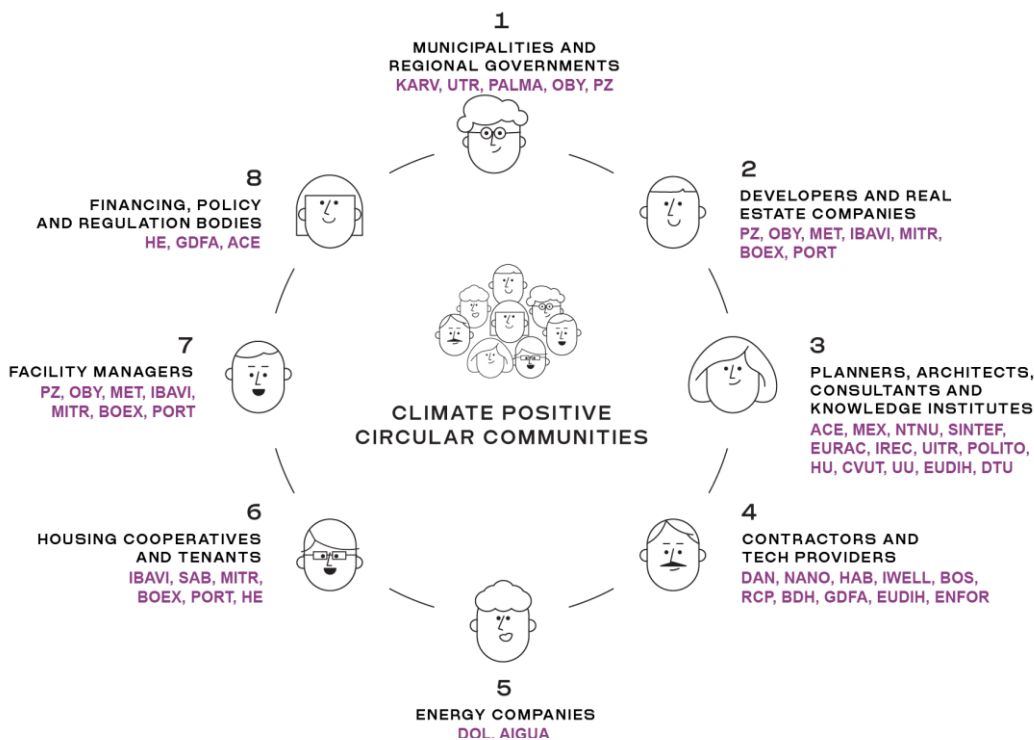 1
MUNICIPALITIES AND
REGIONAL GOVERNMENTS
KARV, UTR, PALMA, OBY, PZ
2
DEVELOPERS AND REAL
ESTATE COMPANIES
PZ, OBY, MET, IBAVI, MITR,
BOEX, PORT
3
PLANNERS, ARCHITECTS,
CONSULTANTS AND
KNOWLEDGE INSTITUTES
ACE, MEX, NTNU, SINTEF,
EURAC, IREC, UITR, POLITO,
HU, CVUT, UU, EUDIH, DTU
4
CONTRACTORS AND
TECH PROVIDERS
DAN, NANO, HAB, IWELL, BOS,
RCP, BDH, GDFA, EUDIH, ENFOR
5
ENERGY COMPANIES
DOL, AIGUA
6
HOUSING COOPERATIVES
AND TENANTS
IBAVI, SAB, MITR,
BOEX, PORT, HE
7
FACILITY MANAGERS
PZ, OBY, MET, IBAVI,
MITR, BOEX, PORT
8
FINANCING, POLICY
AND REGULATION BODIES
HE, GDFA, ACE
CLIMATE POSITIVE
CIRCULAR COMMUNITIES